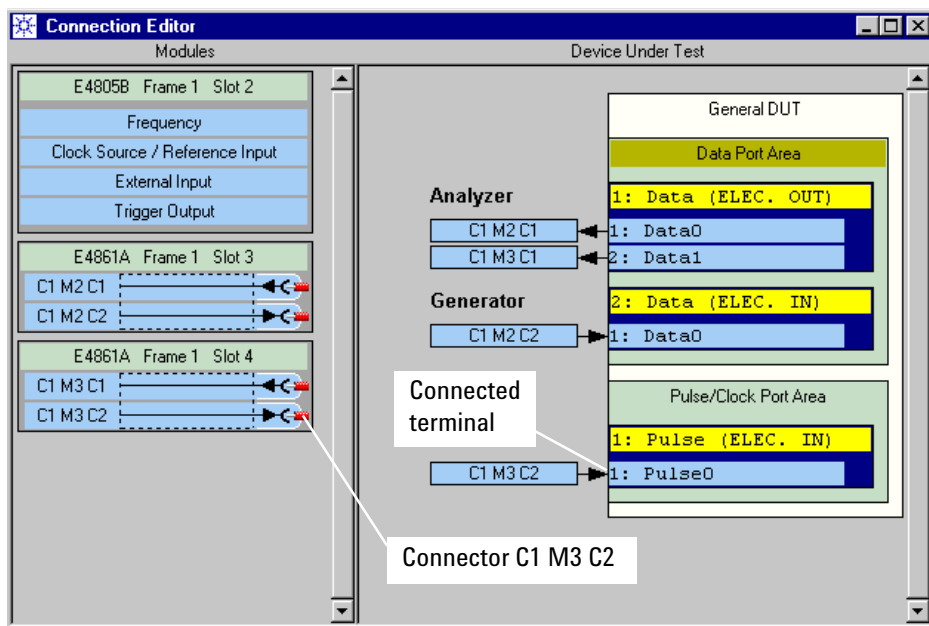 Connection Editor
Modules
Device Under Test
E4805B Frame 1 Slot 2
Frequency
Clock Source / Reference Input
External Input
Trigger Output
E4861A Frame 1 Slot 3
C1 M2 C1
C1 M2 C2
E4861A Frame 1 Slot 4
C1 M3 C1
C1 M3 C2
General DUT
Data Port Area
Analyzer
1: Data (ELEC. OUT)
C1 M2 C1
1: Data0
C1 M3 C1
2: Data1
Generator
2: Data (ELEC. IN)
C1 M2 C2
1: Data0
Connected
terminal
Pulse/Clock Port Area
1: Pulse (ELEC. IN)
C1 M3 C2
1: Pulse0
Connector C1 M3 C2